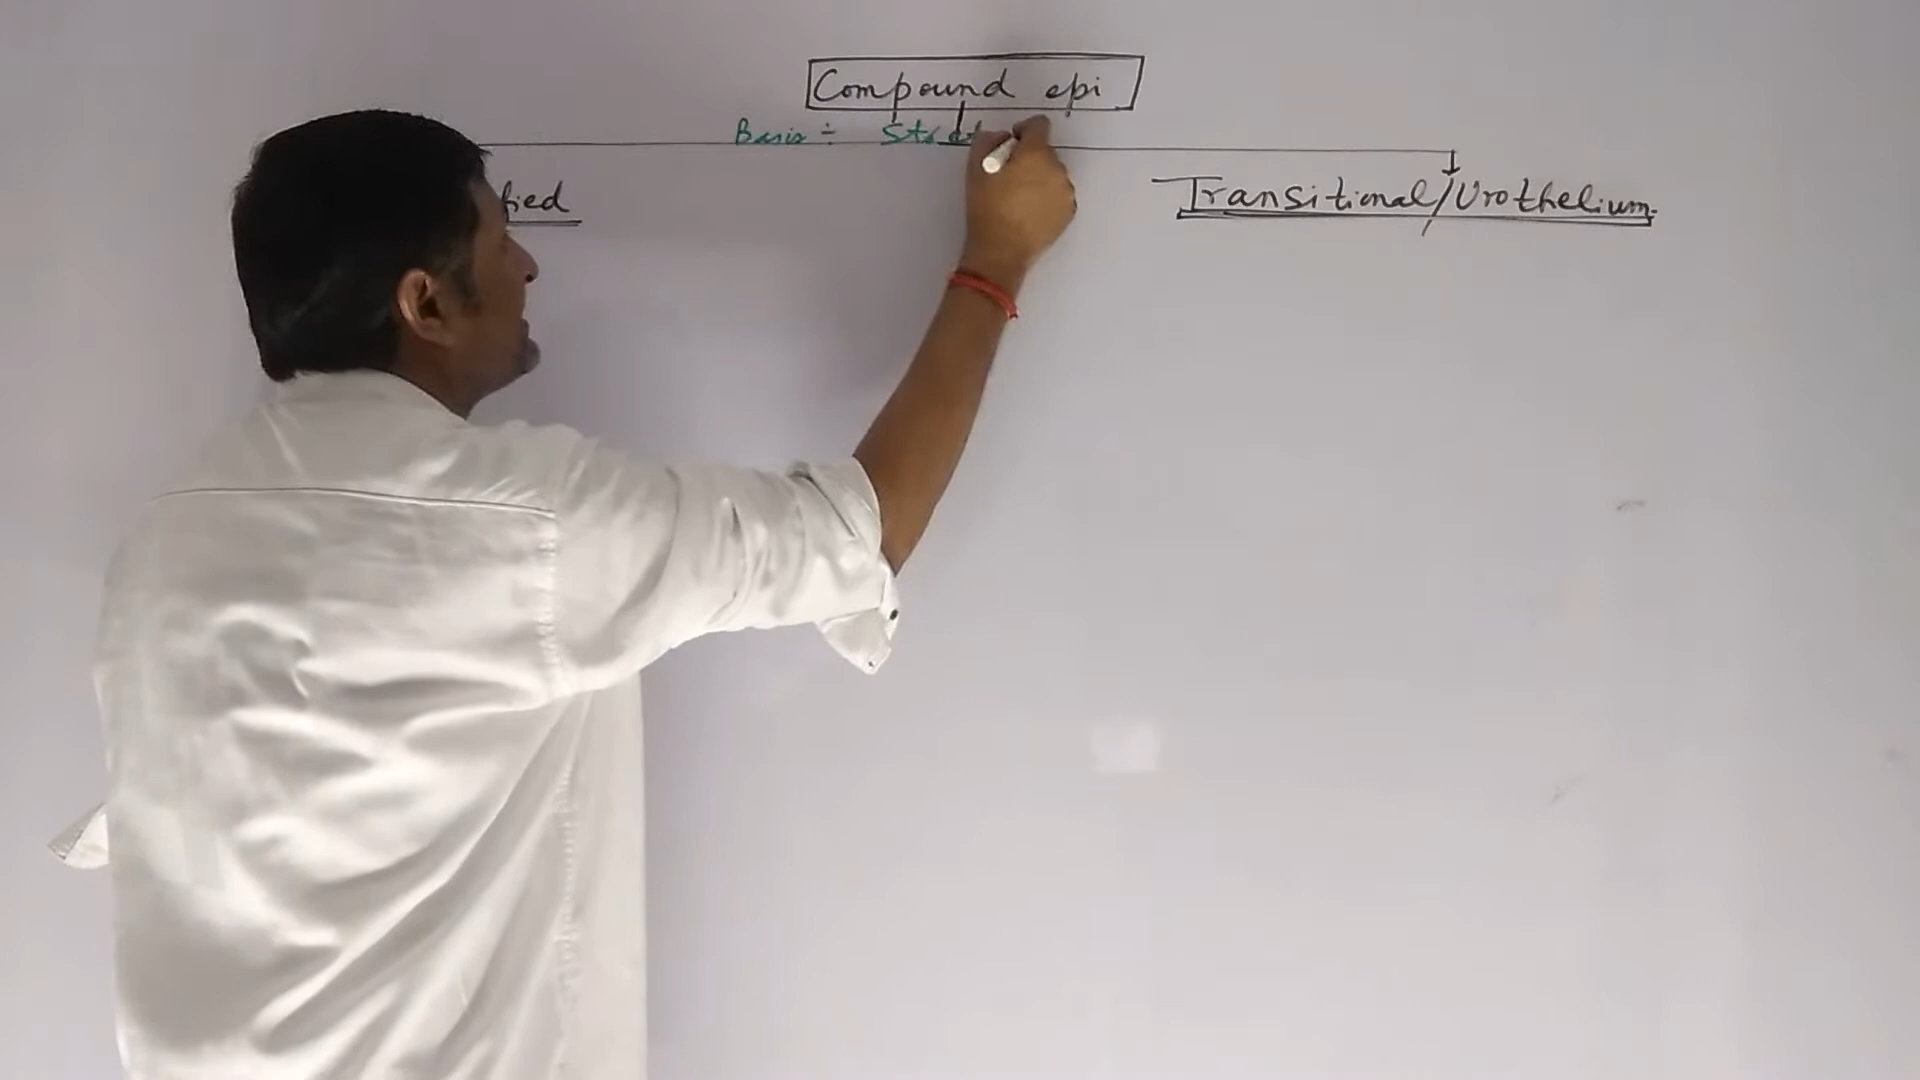 Compound epi
Basis ÷
fied
Transitional/Urothelium.